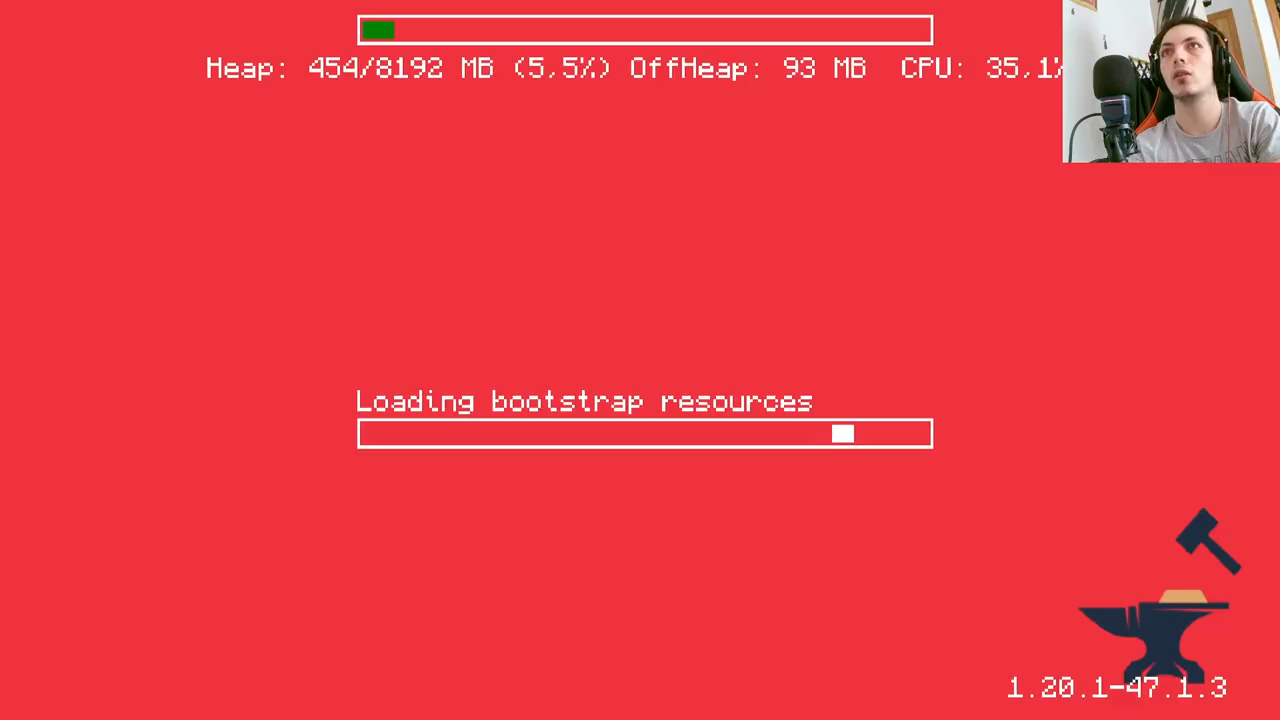 Heap: 454/8192 MB (5,5%) OffHeap: 93 MB CPU: 35,1%
Loading bootstrap resources
1.20.1-47.1.3